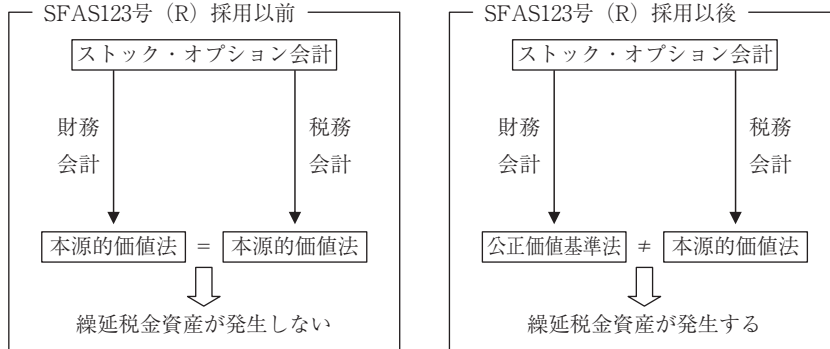 SFAS123号（R）採用以前
ストック・オプション会計
財務
会計
税務
会計
本源的価値法 = 本源的価値法
繰延税金資産が発生しない
SFAS123号（R）採用以後
ストック・オプション会計
財務
会計
税務
会計
公正価値基準法 ≠ 本源的価値法
繰延税金資産が発生する